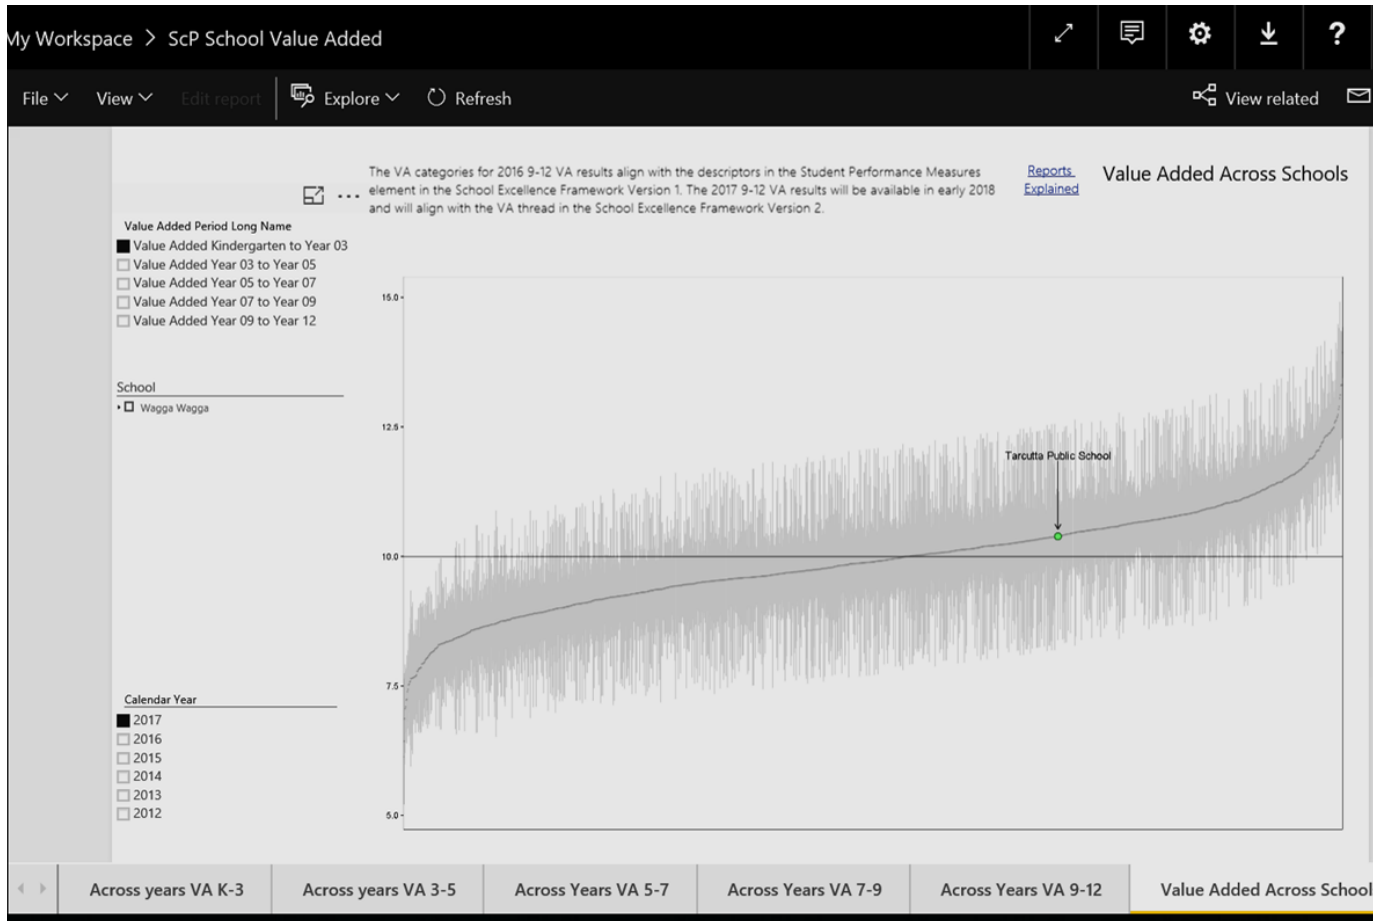 My Workspace > ScP School Value Added
?
File View Edit report Explore Refresh View related
The VA categories for 2016 9-12 VA results align with the descriptors in the Student Performance Measures
element in the School Excellence Framework Version 1. The 2017 9-12 VA results will be available in early 2018
and will align with the VA thread in the School Excellence Framework Version 2.
Reports
Explained
Value Added Across Schools
Value Added Period Long Name
Value Added Kindergarten to Year 03
Value Added Year 03 to Year 05
Value Added Year 05 to Year 07
Value Added Year 07 to Year 09
Value Added Year 09 to Year 12
School
Wagga Wagga
Calendar Year
2017
2016
2015
2014
2013
2012
15.0
12.5
10.0
7.5
5.0
Tarcutta Public School
Across years VA K-3
Across years VA 3-5
Across Years VA 5-7
Across Years VA 7-9
Across Years VA 9-12
Value Added Across School